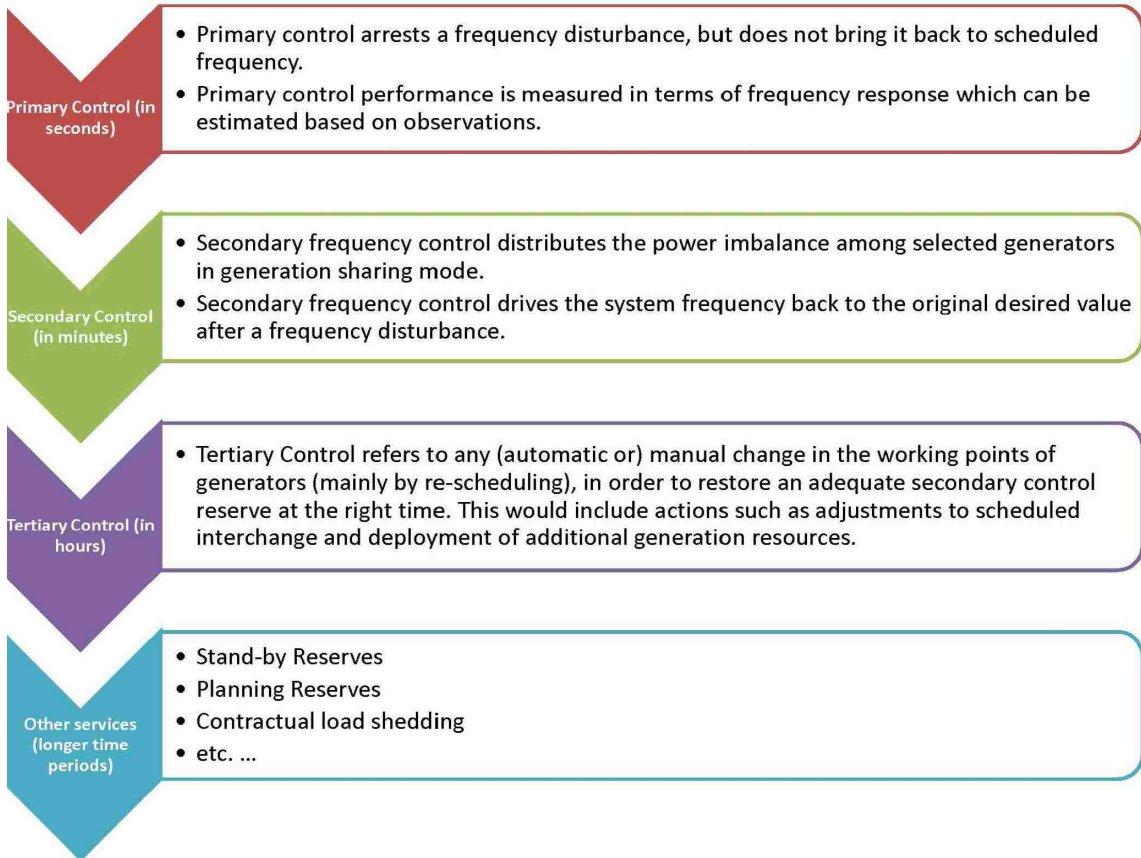 Primary Control (in
seconds)
• Primary control arrests a frequency disturbance, but does not bring it back to scheduled
frequency.
• Primary control performance is measured in terms of frequency response which can be
estimated based on observations.
Secondary Control
(in minutes)
• Secondary frequency control distributes the power imbalance among selected generators
in generation sharing mode.
• Secondary frequency control drives the system frequency back to the original desired value
after a frequency disturbance.
Tertiary Control (in
hours)
• Tertiary Control refers to any (automatic or) manual change in the working points of
generators (mainly by re-scheduling), in order to restore an adequate secondary control
reserve at the right time. This would include actions such as adjustments to scheduled
interchange and deployment of additional generation resources.
Other services
(longer time
periods)
• Stand-by Reserves
• Planning Reserves
• Contractual load shedding
• etc. ...